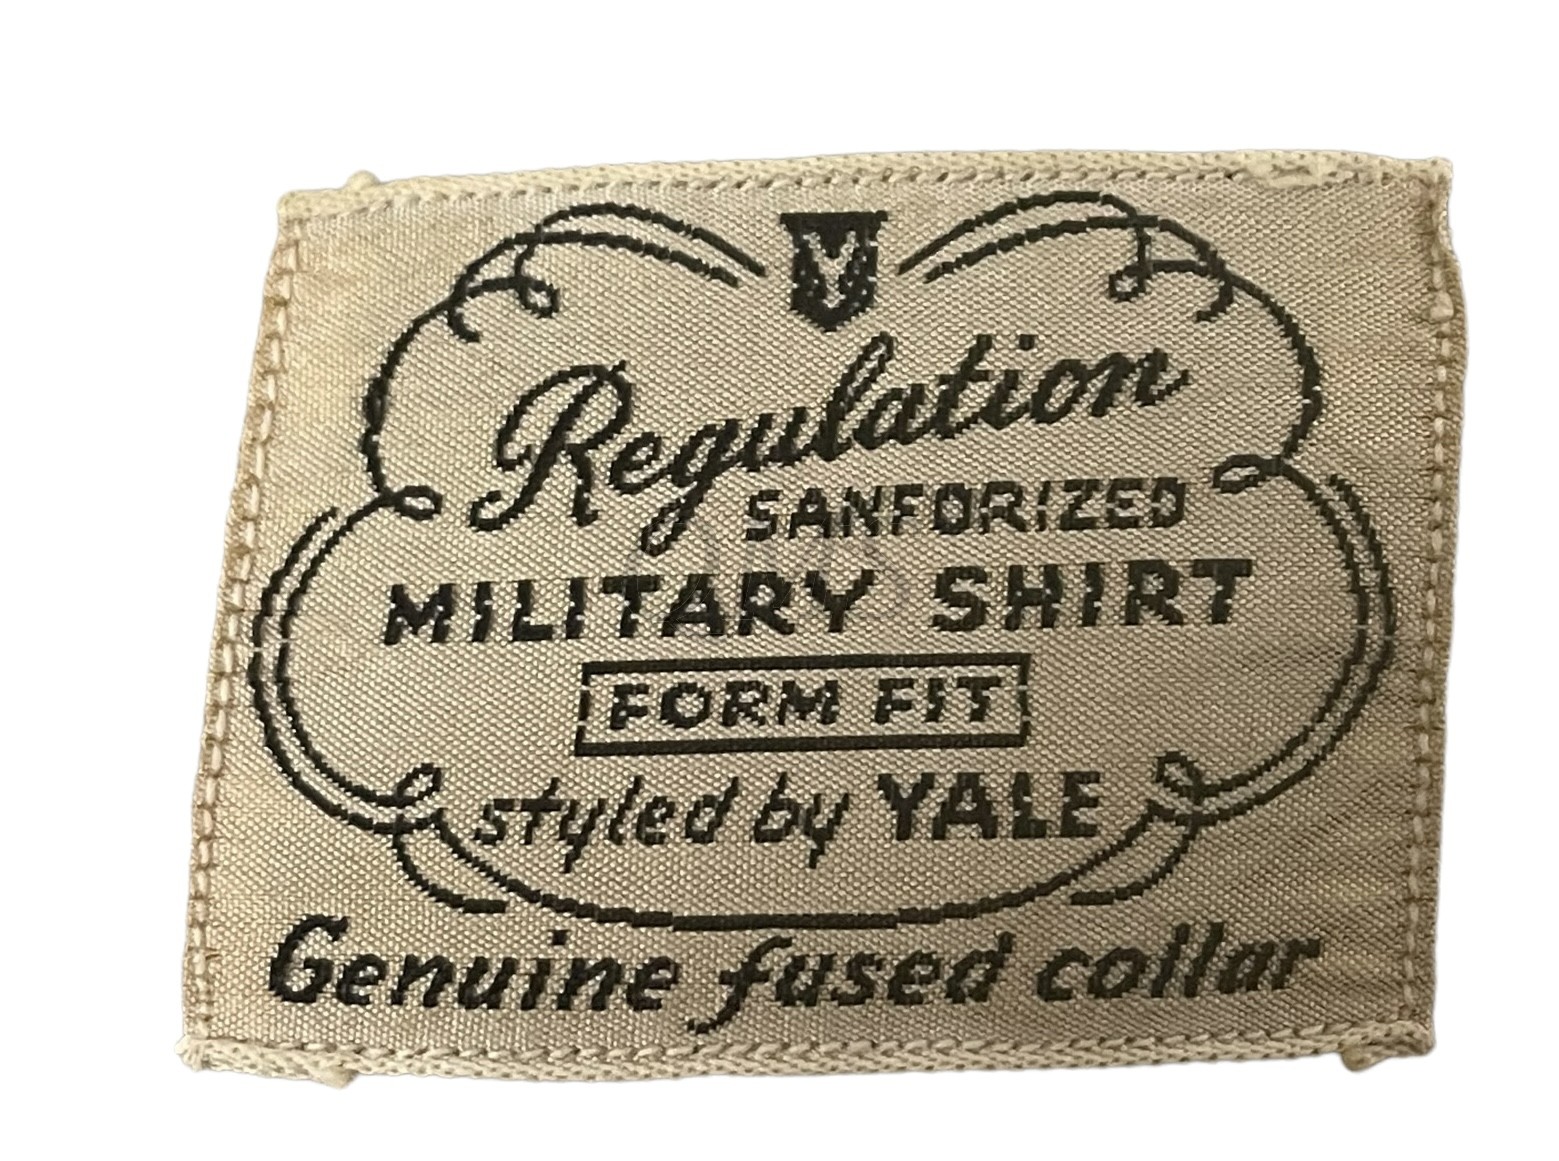 Y
Regulation
SANFORIZED
MILITARY SHIRT
FORM FIT
styled by YALE
Genuine fused collar